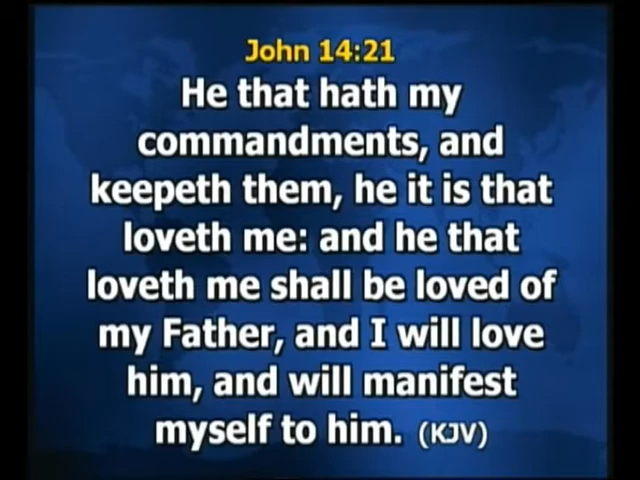 John 14:21
He that hath my
commandments, and
keepeth them, he it is that
loveth me: and he that
loveth me shall be loved of
my Father, and I will love
him, and will manifest
myself to him. (KJV)